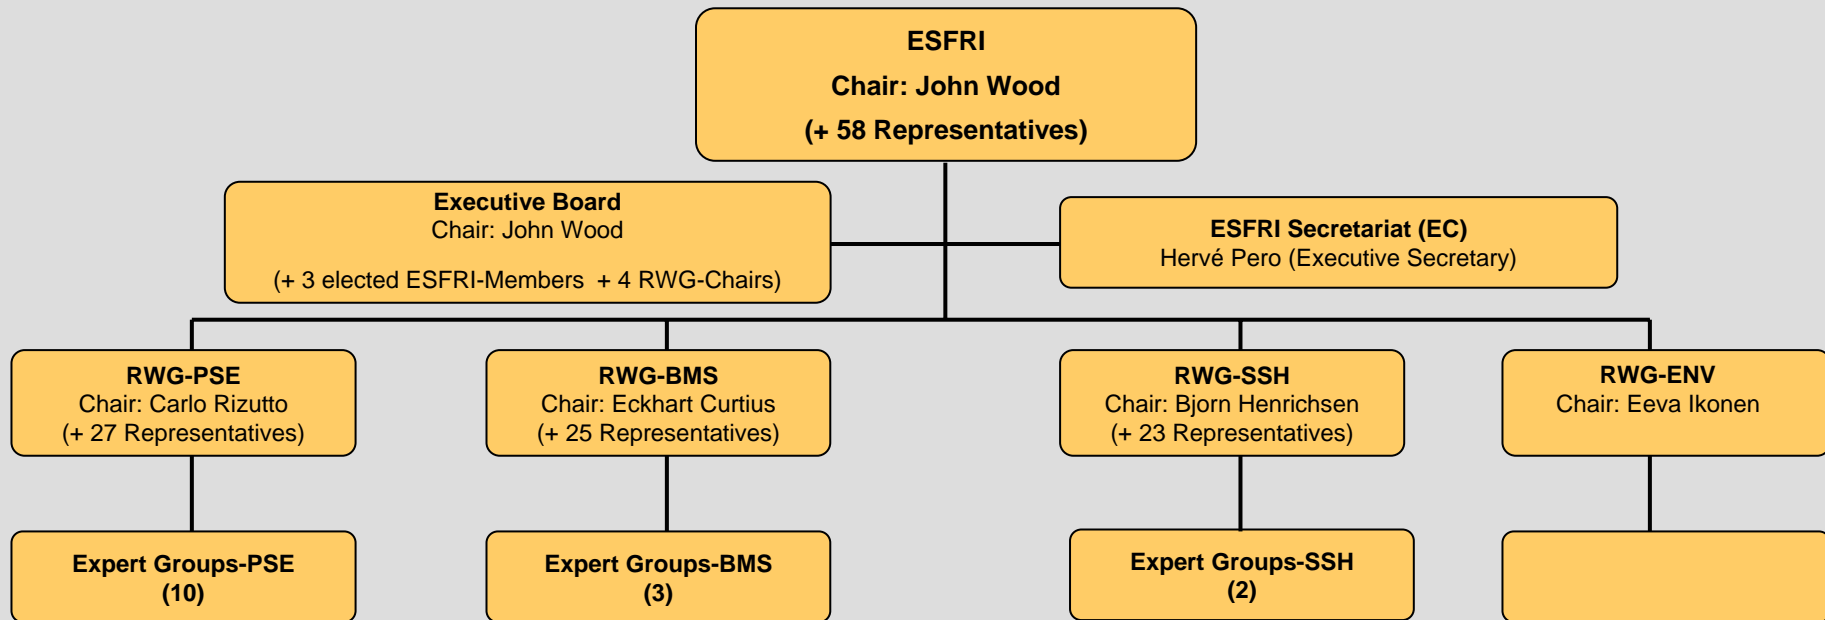 ESFRI
Chair: John Wood
(+ 58 Representatives)
Executive Board
Chair: John Wood
(+ 3 elected ESFRI-Members + 4 RWG-Chairs)
ESFRI Secretariat (EC)
Hervé Pero (Executive Secretary)
RWG-PSE
Chair: Carlo Rizutto
(+ 27 Representatives)
RWG-BMS
Chair: Eckhart Curtius
(+ 25 Representatives)
RWG-SSH
Chair: Bjorn Henrichsen
(+ 23 Representatives)
RWG-ENV
Chair: Eeva Ikonen
Expert Groups-PSE
(10)
Expert Groups-BMS
(3)
Expert Groups-SSH
(2)